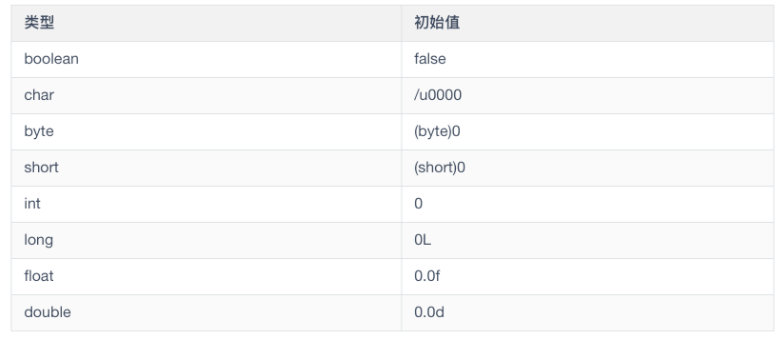 类型 初始值
boolean false
char /u0000
byte (byte)0
short (short)0
int 0
long 0L
float 0.0f
double 0.0d